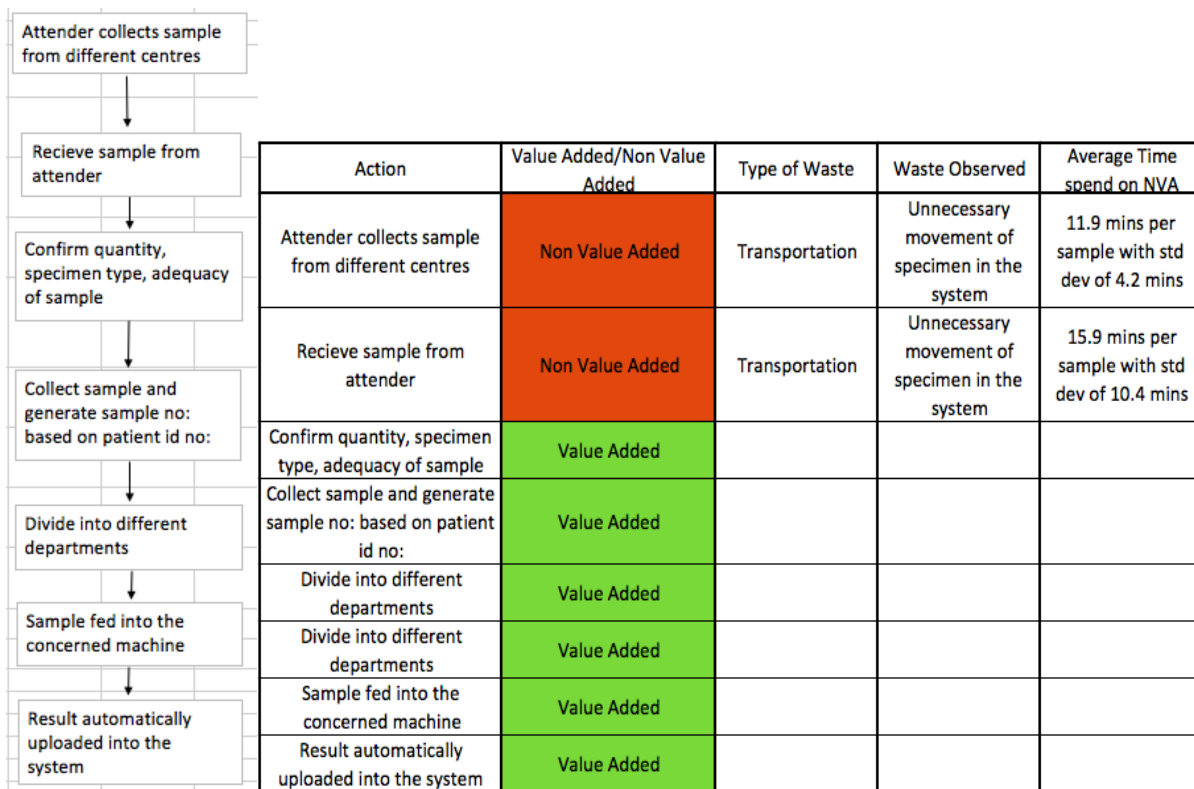 Attender collects sample
from different centres
Recieve sample from
attender
Confirm quantity,
specimen type, adequacy
of sample
Collect sample and
generate sample no:
based on patient id no:
Divide into different
departments
Sample fed into the
concerned machine
Result automatically
uploaded into the
system
Action
Value Added/Non Value
Added
Type of Waste
Waste Observed
Average Time
spend on NVA
Attender collects sample
from different centres
Non Value Added
Transportation
Unnecessary
movement of
specimen in the
system
11.9 mins per
sample with std
dev of 4.2 mins
Recieve sample from
attender
Non Value Added
Transportation
Unnecessary
movement of
specimen in the
system
15.9 mins per
sample with std
dev of 10.4 mins
Confirm quantity, specimen
type, adequacy of sample
Value Added
Collect sample and generate
sample no: based on patient
id no:
Value Added
Divide into different
departments
Value Added
Divide into different
departments
Value Added
Sample fed into the
concerned machine
Value Added
Result automatically
uploaded into the system
Value Added